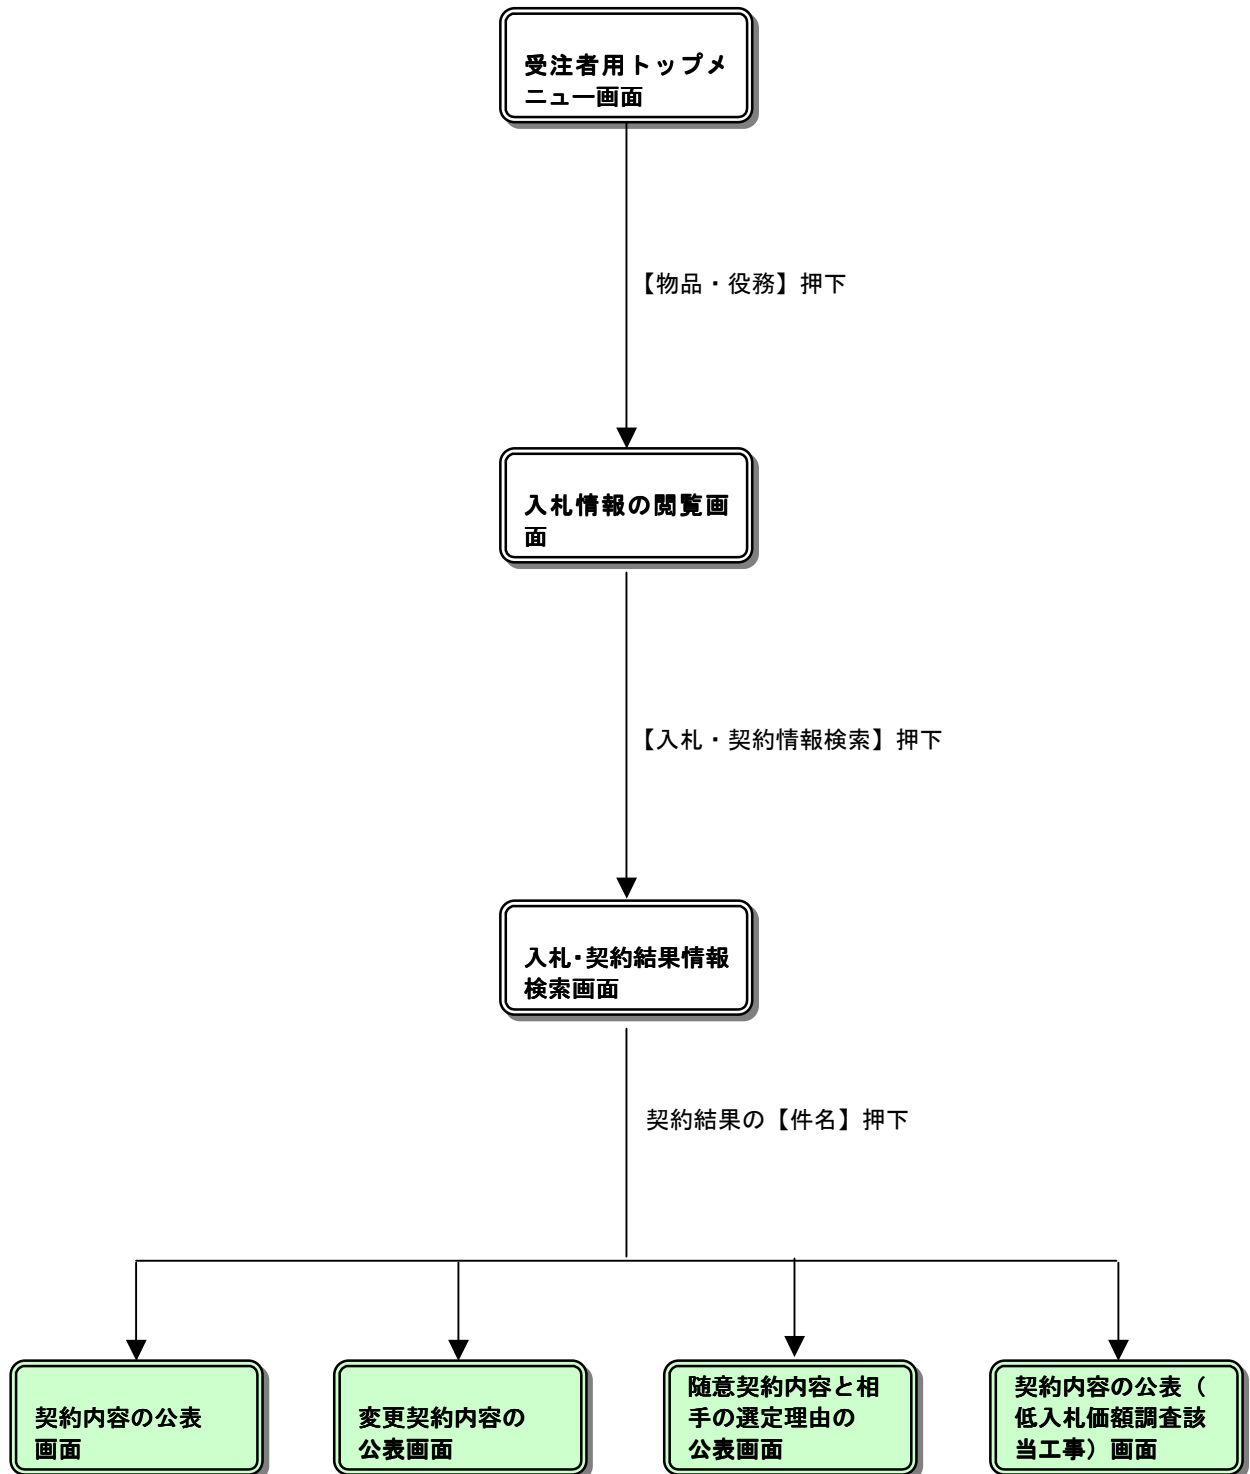 受注者用トップメ
ニュー画面
【物品・役務】押下
入札情報の閲覧画
面
【入札・契約情報検索】押下
入札・契約結果情報
検索画面
契約結果の【件名】押下
契約内容の公表
画面
変更契約内容の
公表画面
随意契約内容と相
手の選定理由の
公表画面
契約内容の公表（
低入札価額調査該
当工事）画面